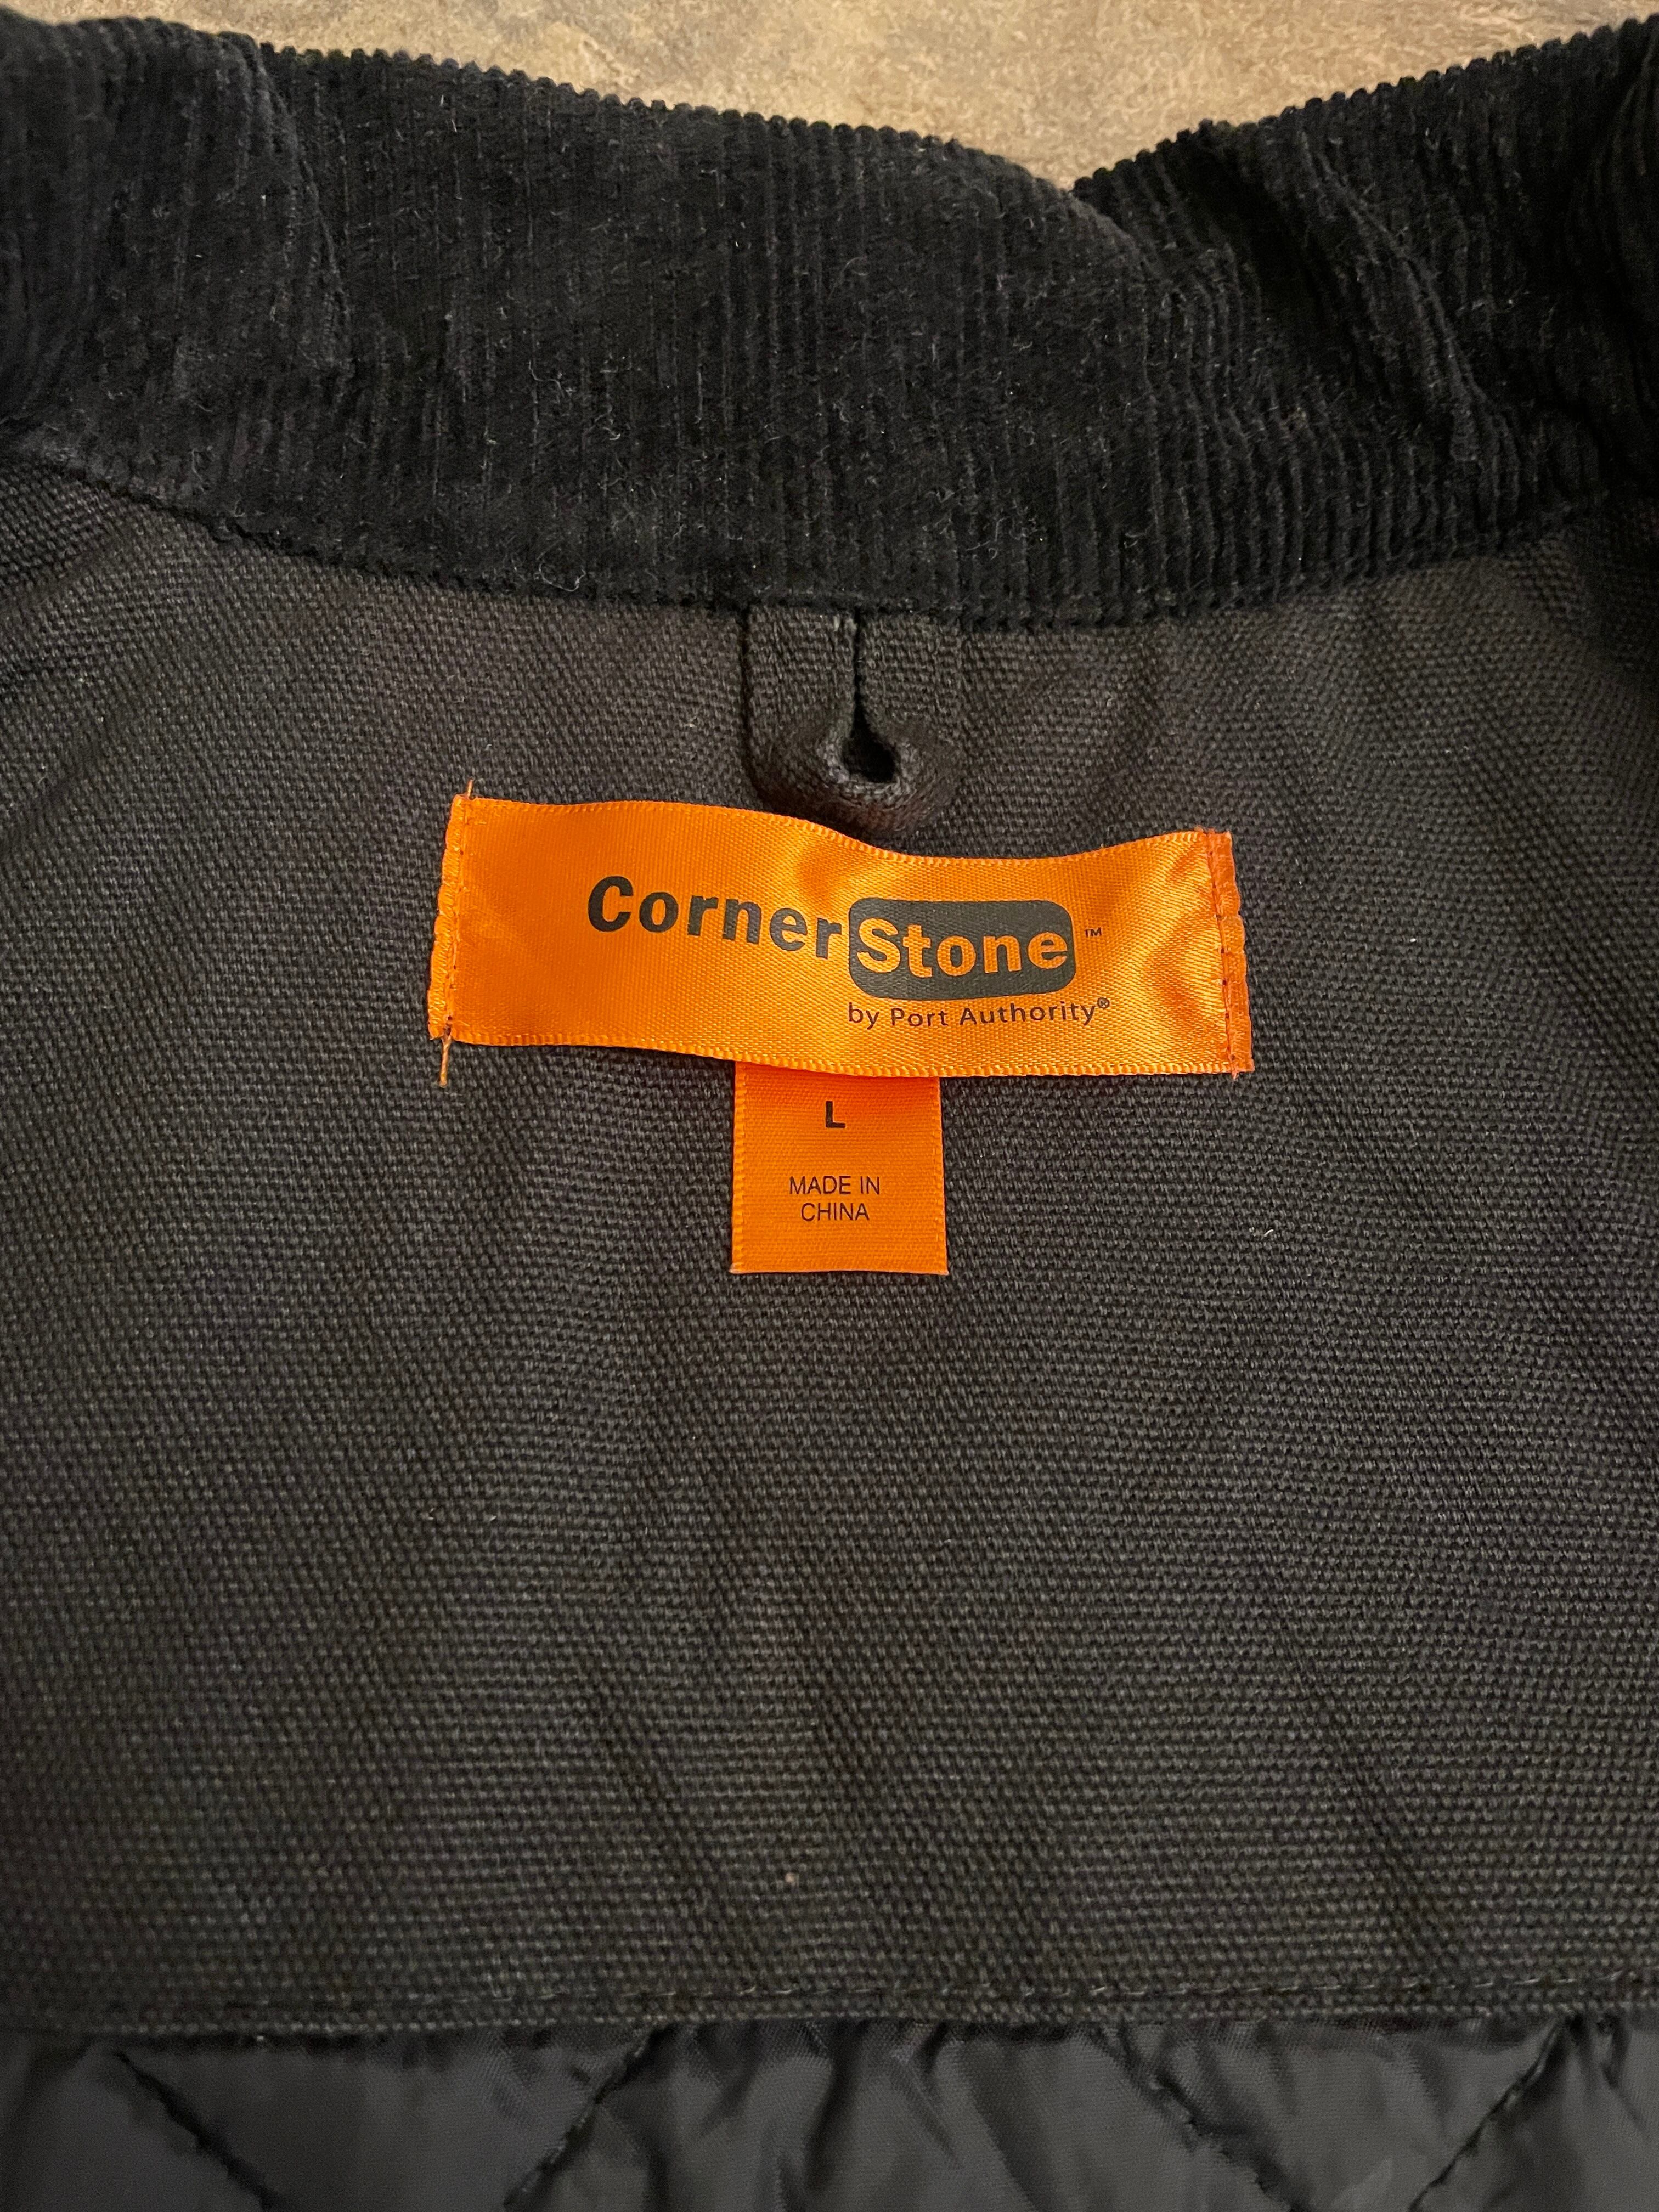 CornerStone™
by Port Authority®
L
MADE IN
CHINA